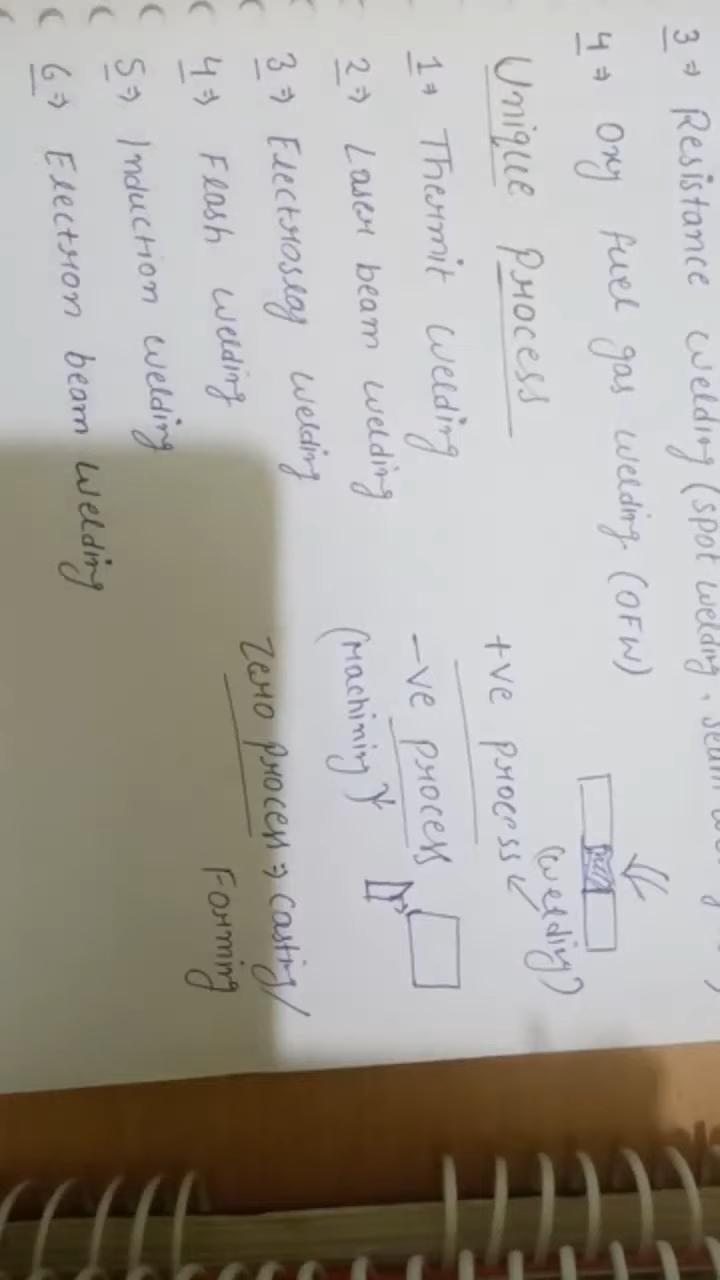 3 ⇒ Resistance welding (spot welding, seam
4 ⇒ Oxy fuel gas welding (OFW)
Unique Process
1 ⇒ Thermit welding
2 ⇒ Laser beam welding
3 ⇒ Electroslag welding
4 ⇒ Flash welding
5 ⇒ Induction welding
6 ⇒ Electron beam welding
+ve process
(welding)
-ve process
(Machining)
Zero process ⇒ casting/
Forming